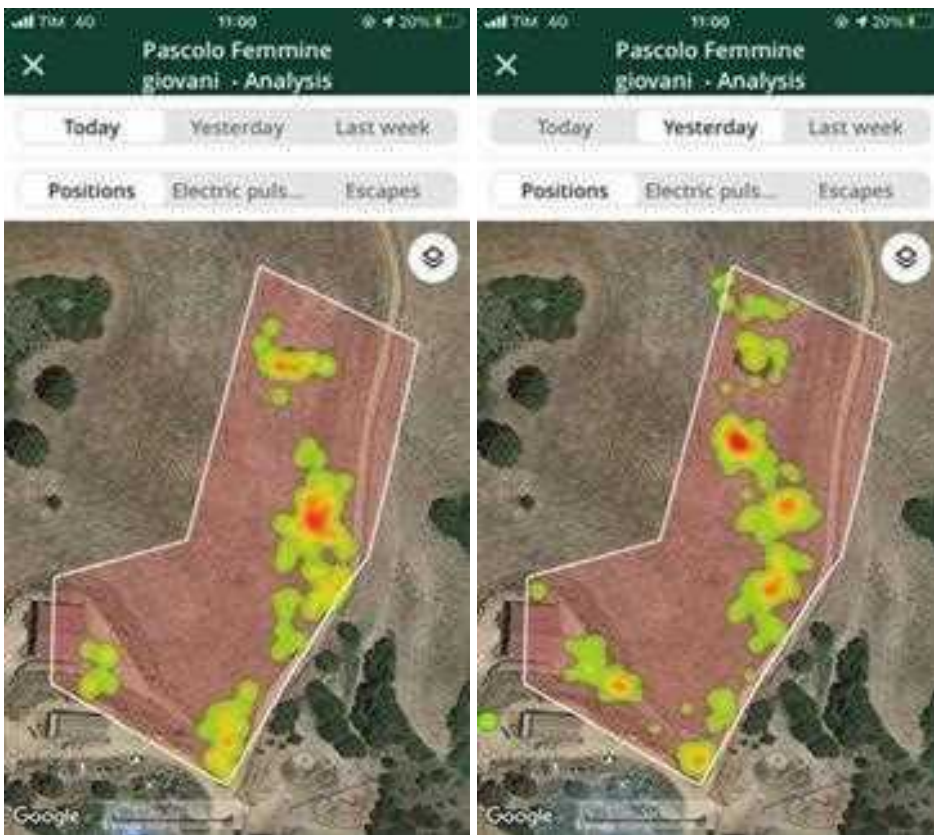 TIM 4G 11:00 20%
Pascolo Femmine
giovani · Analysis
Today Yesterday Last week
Positions Electric puls... Escapes
Google
TIM 4G 11:00 20%
Pascolo Femmine
giovani · Analysis
Today Yesterday Last week
Positions Electric puls... Escapes
Google